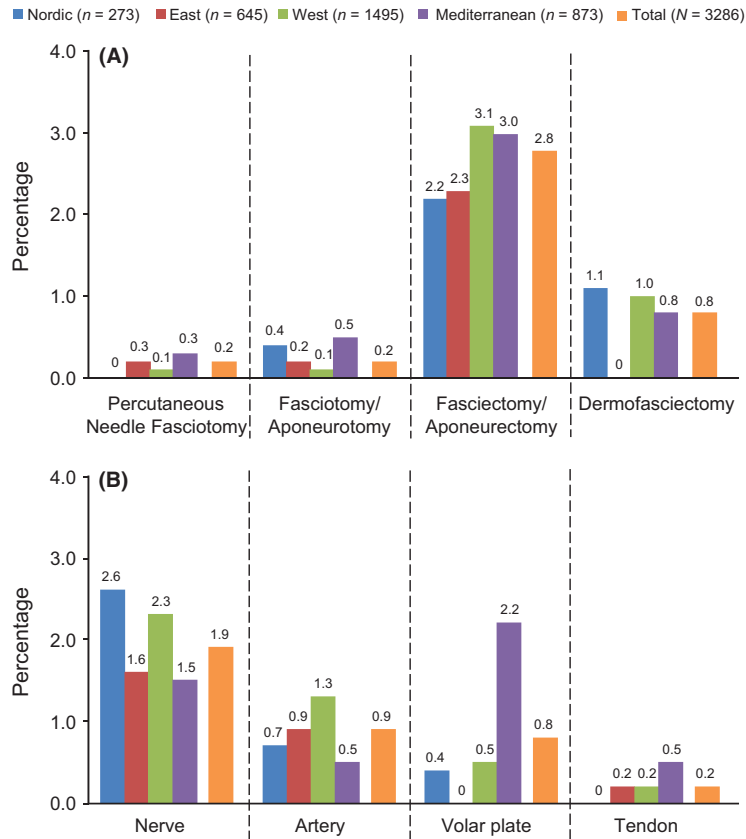 Nordic (n = 273) East (n = 645) West (n = 1495) Mediterranean (n = 873) Total (N = 3286)
(A)
Percentage
4.0
3.0
2.0
1.0
0.0
0 0.3 0.1 0.3 0.2
0.4 0.2 0.1 0.5 0.2
2.2 2.3 3.1 3.0 2.8
1.1 0 1.0 0.8 0.8
Percutaneous
Needle Fasciotomy
Fasciotomy/
Aponeurotomy
Fasciectomy/
Aponeurectomy
Dermofasciectomy
(B)
Percentage
4.0
3.0
2.0
1.0
0.0
2.6 1.6 2.3 1.5 1.9
0.7 0.9 1.3 0.5 0.9
0.4 0 0.5 2.2 0.8
0 0.2 0.2 0.5 0.2
Nerve Artery Volar plate Tendon